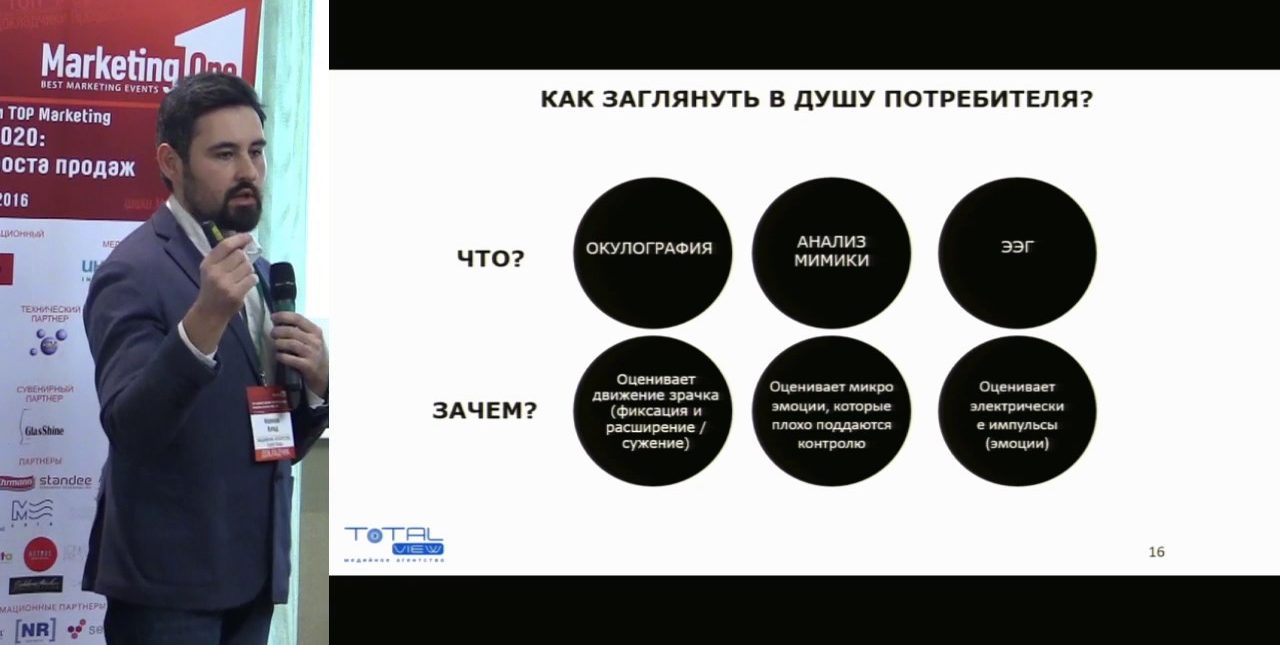 Marketing One
BEST MARKETING EVENTS
TOP Marketing
020:
оста продаж
2016
ТЕХНИЧЕСКИЙ
ПАРТНЕР
СУВЕНИРНЫЙ
ПАРТНЕР
GlasShine
ПАРТНЕРЫ
standee
МАЦИОННЫЕ ПАРТНЕРЫ
[NR]
ДОКЛАДЧИК
КАК ЗАГЛЯНУТЬ В ДУШУ ПОТРЕБИТЕЛЯ?
ЧТО?
ОКУЛОГРАФИЯ
АНАЛИЗ
МИМИКИ
ЭЭГ
ЗАЧЕМ?
Оценивает
движение зрачка
(фиксация и
расширение /
сужение)
Оценивает микро
эмоции, которые
плохо поддаются
контролю
Оценивает
электрически
е импульсы
(эмоции)
TOTAL
VIEW
медийное агентство
16